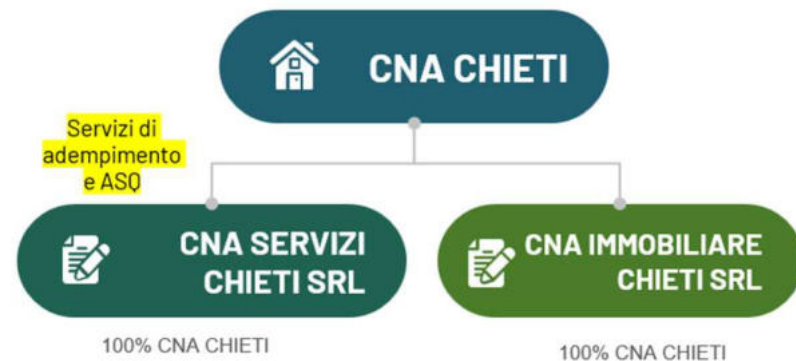 CNA CHIETI
Servizi di
adempimento
e ASQ
CNA SERVIZI
CHIETI SRL
100% CNA CHIETI
CNA IMMOBILIARE
CHIETI SRL
100% CNA CHIETI